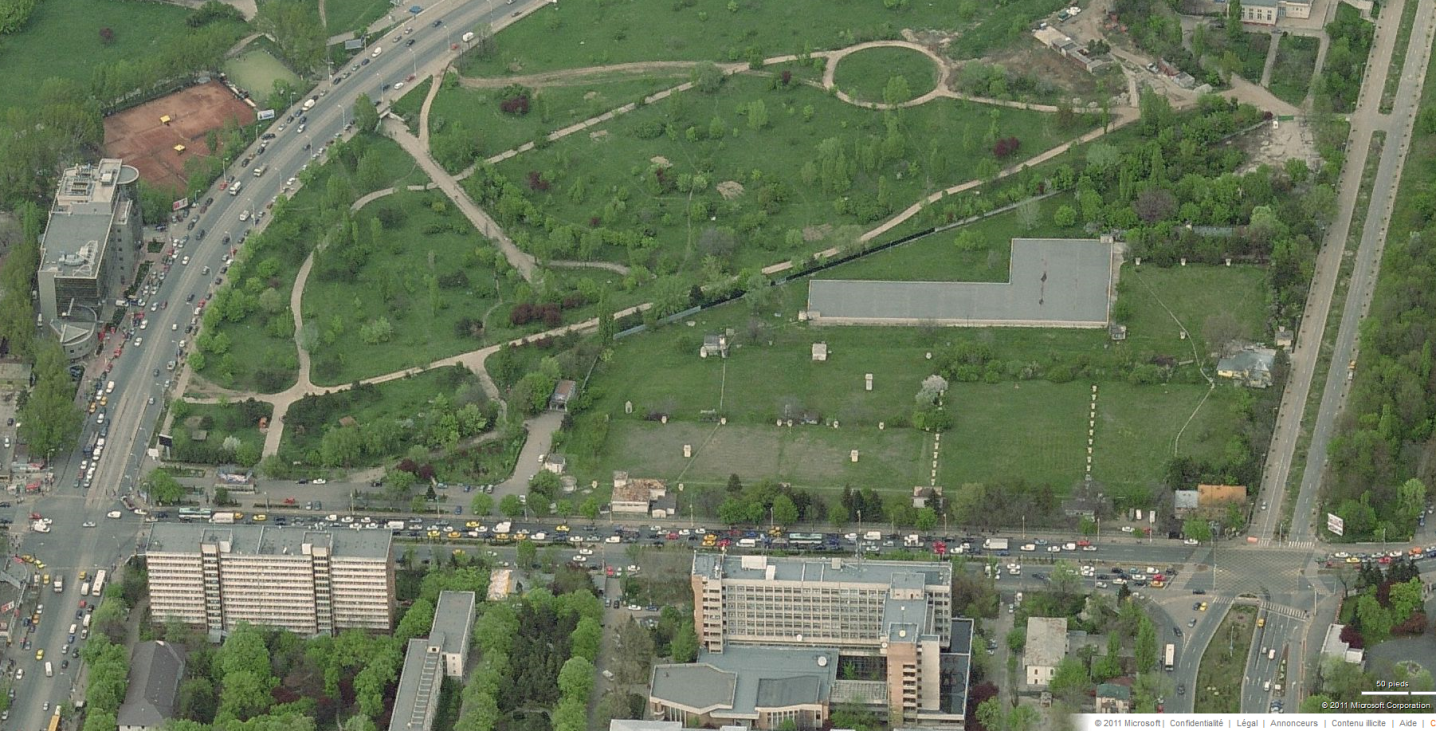 50 pieds
© 2011 Microsoft Corporation
© 2011 Microsoft | Confidentialité | Légal | Annonceurs | Contenu illicite | Aide |